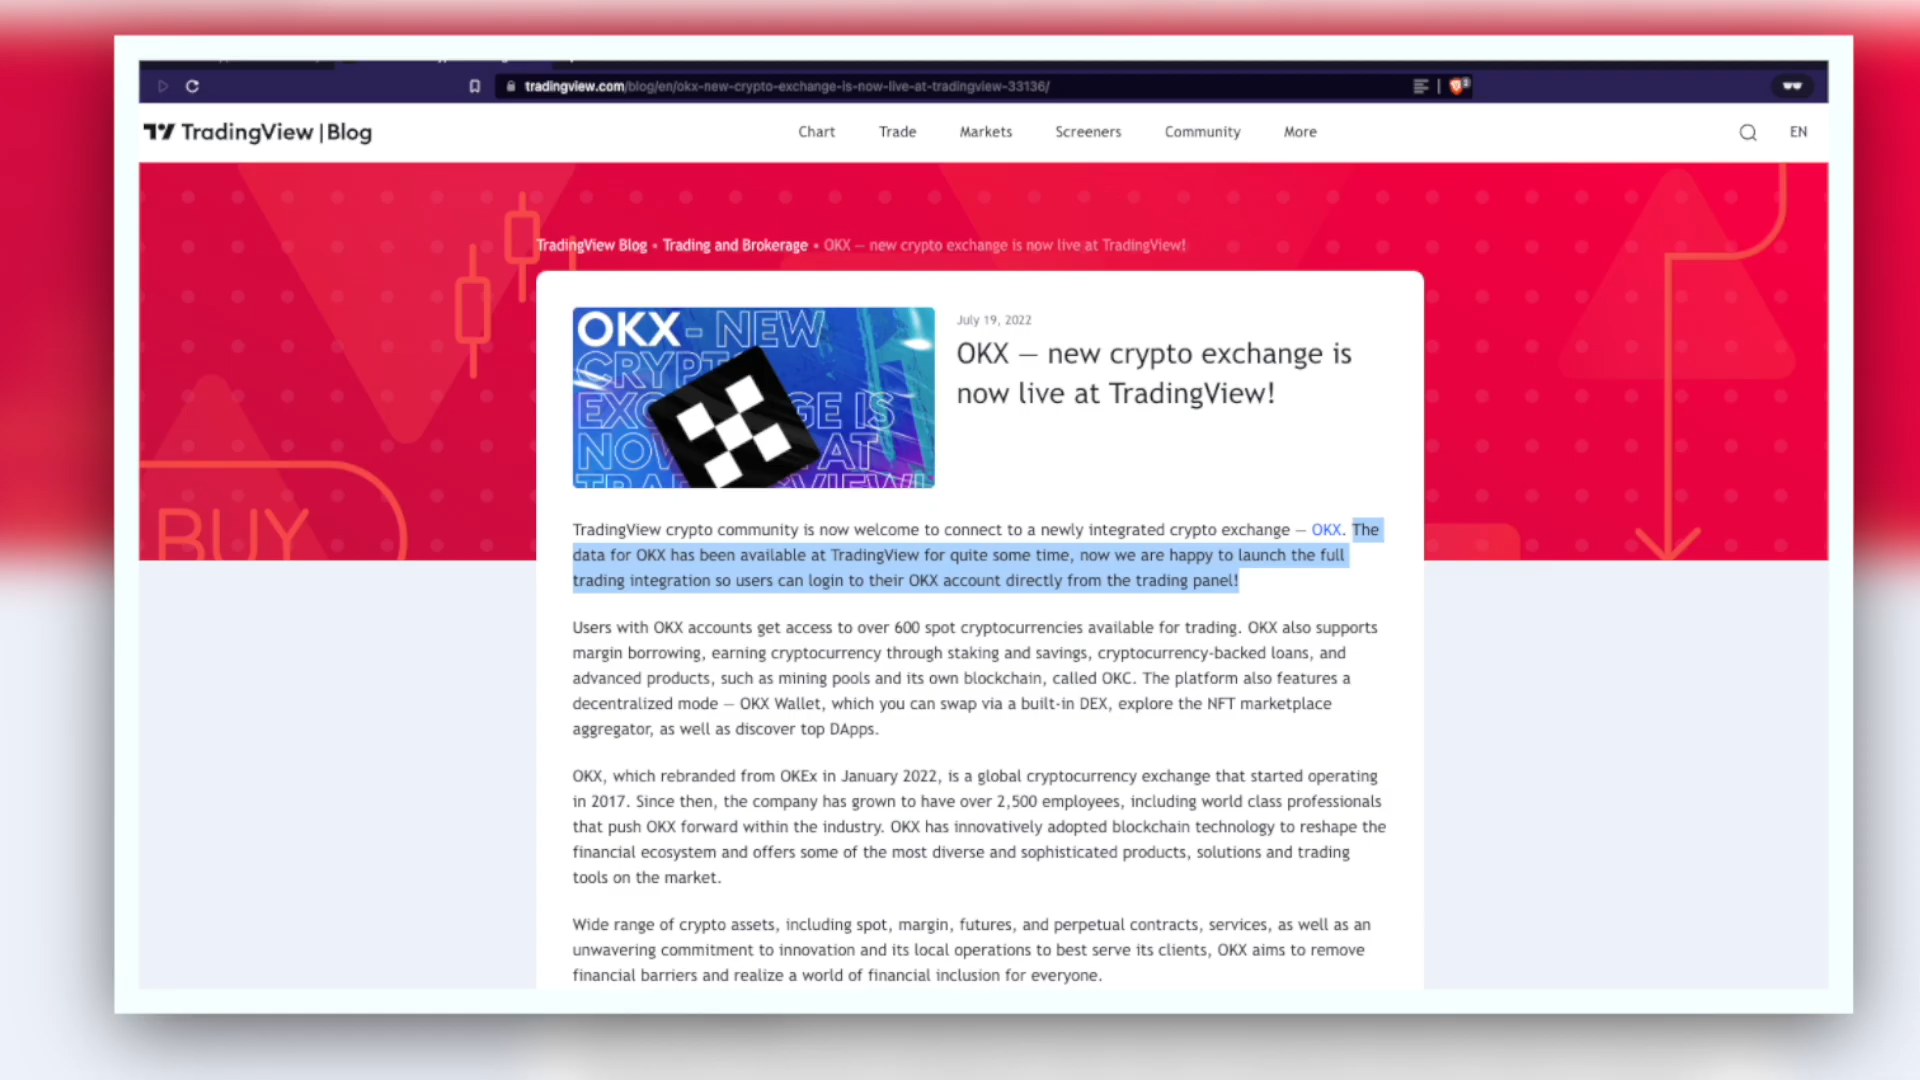 tradingview.com/blog/en/okx-new-crypto-exchange-is-now-live-at-tradingview-33136/
TradingView | Blog
Chart
Trade
Markets
Screeners
Community
More
EN
TradingView Blog • Trading and Brokerage • OKX — new crypto exchange is now live at TradingView!
OKX - NEW
CRYPT
EXC GE IS
NOW AT
July 19, 2022
OKX — new crypto exchange is
now live at TradingView!
BUY
TradingView crypto community is now welcome to connect to a newly integrated crypto exchange — OKX. The
data for OKX has been available at TradingView for quite some time, now we are happy to launch the full
trading integration so users can login to their OKX account directly from the trading panel!
Users with OKX accounts get access to over 600 spot cryptocurrencies available for trading. OKX also supports
margin borrowing, earning cryptocurrency through staking and savings, cryptocurrency-backed loans, and
advanced products, such as mining pools and its own blockchain, called OKC. The platform also features a
decentralized mode — OKX Wallet, which you can swap via a built-in DEX, explore the NFT marketplace
aggregator, as well as discover top DApps.
OKX, which rebranded from OKEx in January 2022, is a global cryptocurrency exchange that started operating
in 2017. Since then, the company has grown to have over 2,500 employees, including world class professionals
that push OKX forward within the industry. OKX has innovatively adopted blockchain technology to reshape the
financial ecosystem and offers some of the most diverse and sophisticated products, solutions and trading
tools on the market.
Wide range of crypto assets, including spot, margin, futures, and perpetual contracts, services, as well as an
unwavering commitment to innovation and its local operations to best serve its clients, OKX aims to remove
financial barriers and realize a world of financial inclusion for everyone.